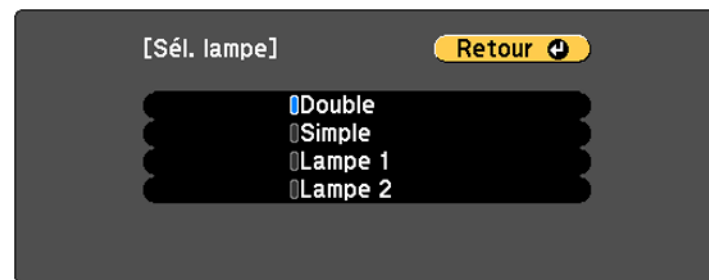 [Sél. lampe] Retour
Double
Simple
Lampe 1
Lampe 2